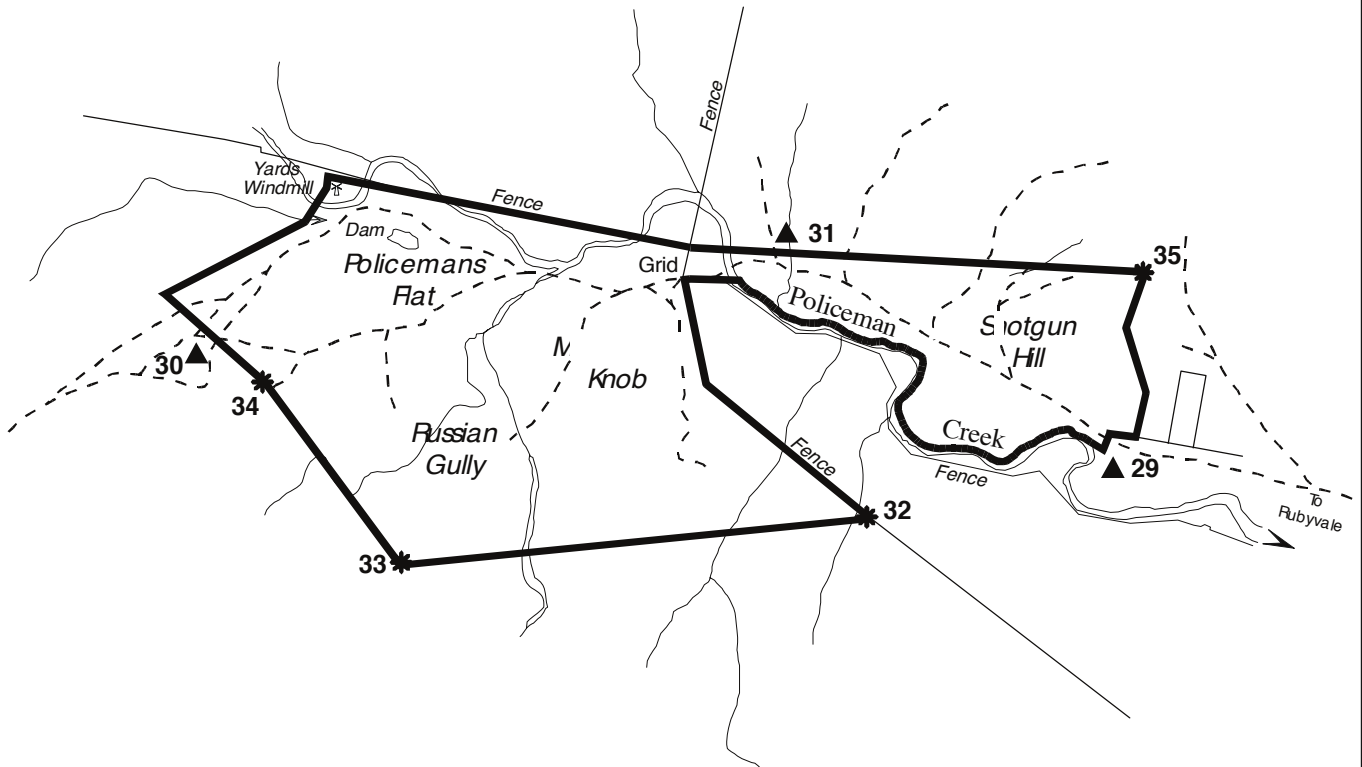 Fence
Yards
Windmill
Fence
31
Dam
Policemans
Flat
Grid
35
Policeman
Shotgun
Hill
30
34
M
Knob
Russian
Gully
Creek
Fence
29
Fence
32
To
Rubyvale
33